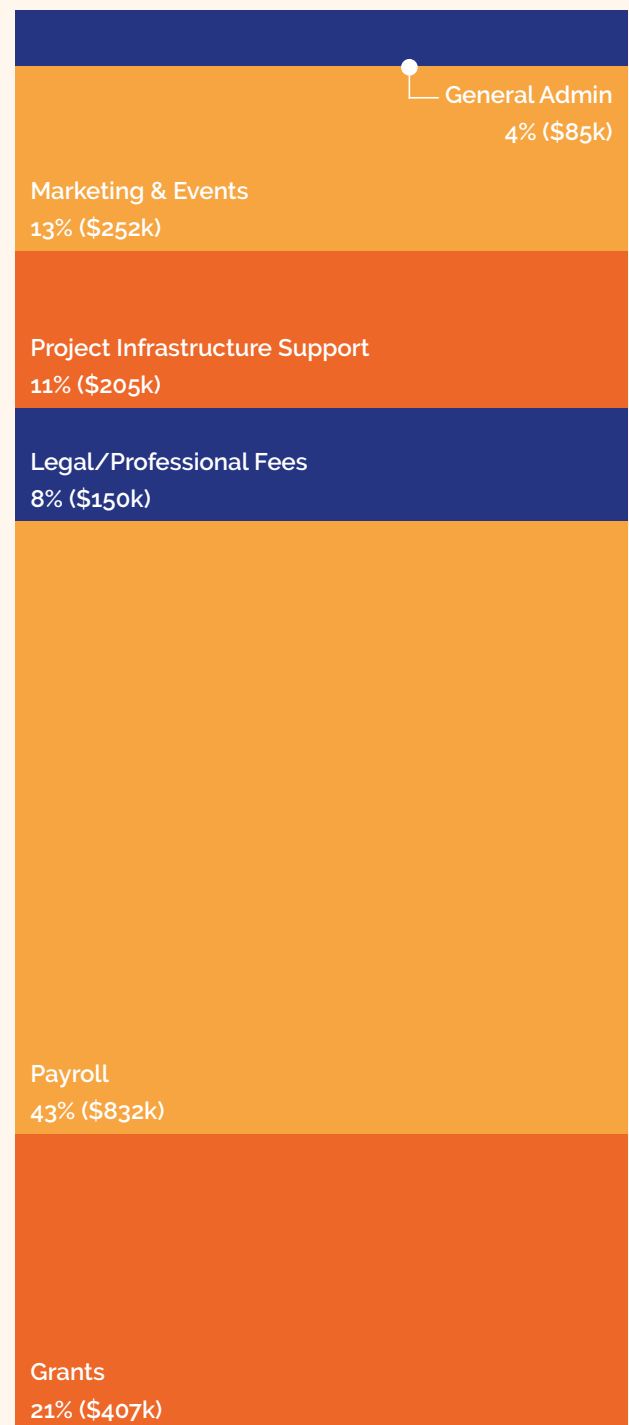 General Admin
4% ($85k)
Marketing & Events
13% ($252k)
Project Infrastructure Support
11% ($205k)
Legal/Professional Fees
8% ($150k)
Payroll
43% ($832k)
Grants
21% ($407k)